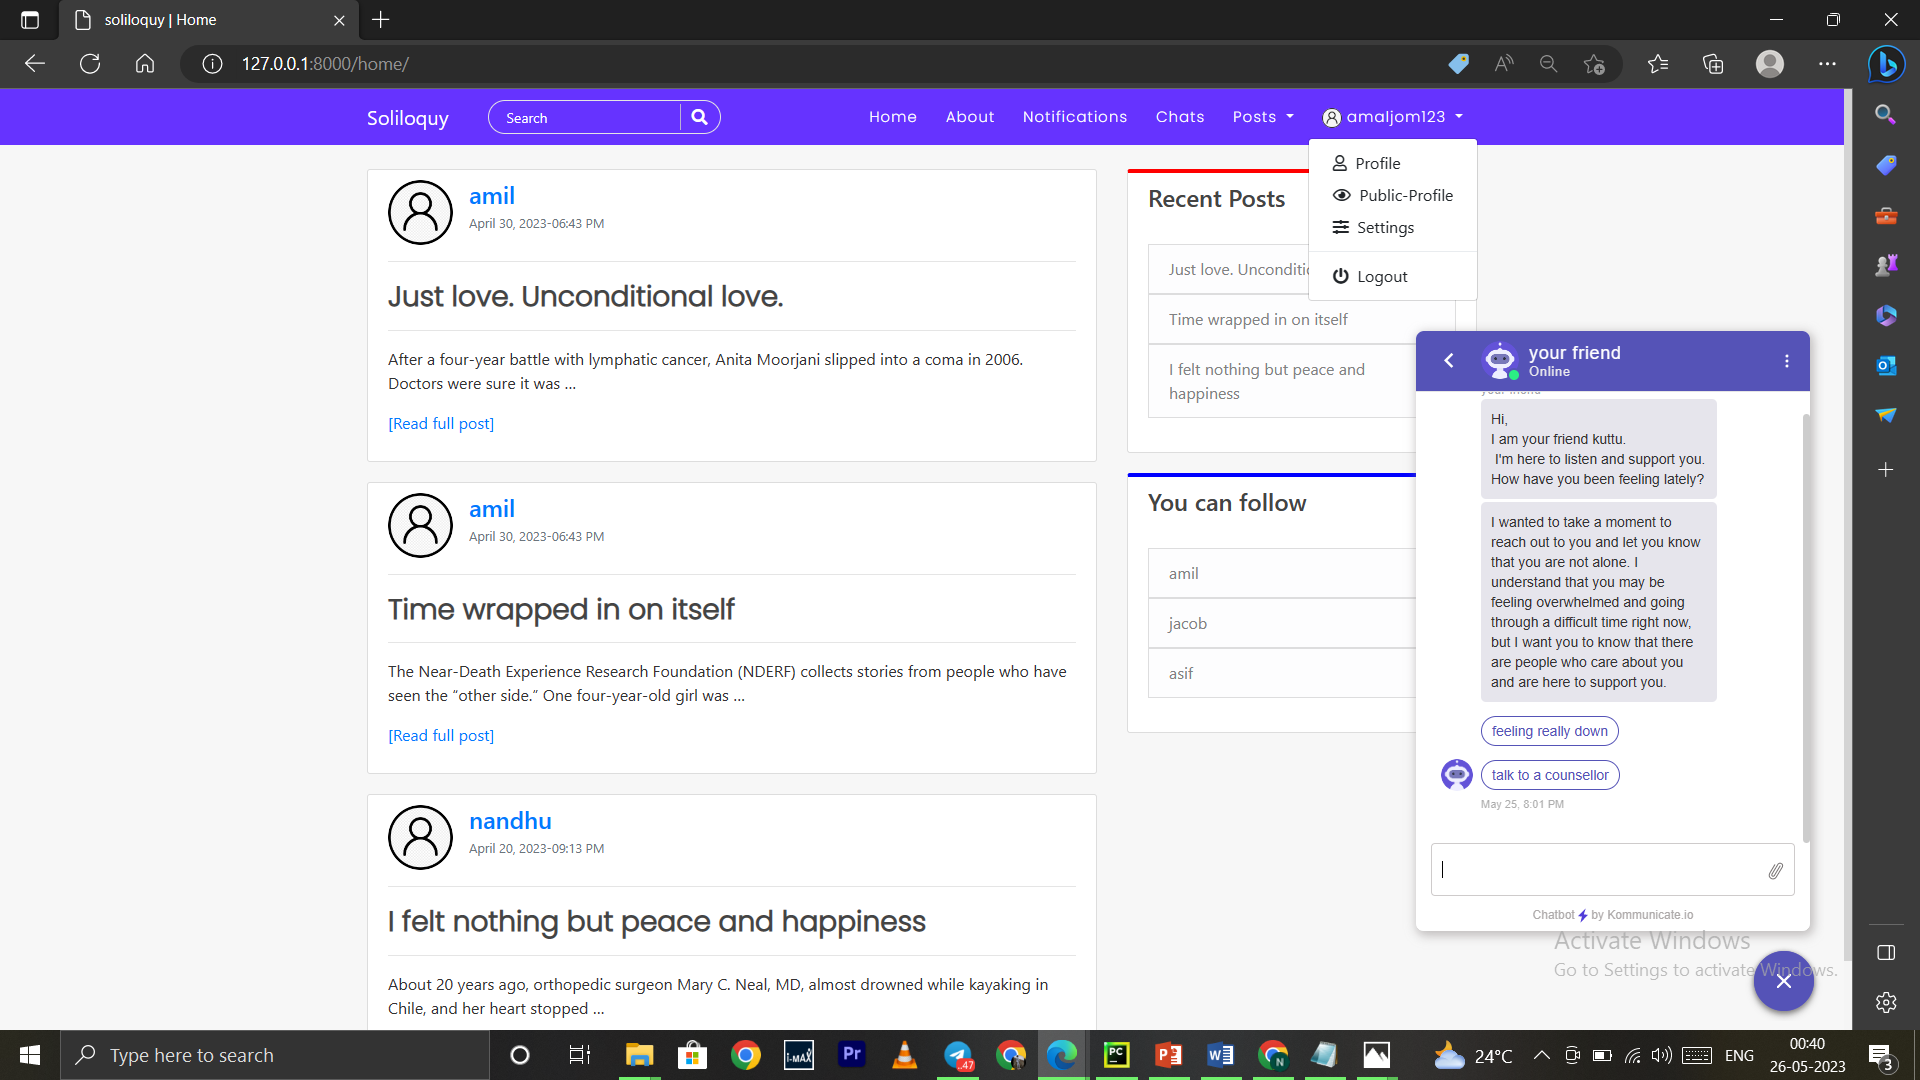 soliloquy | Home
127.0.0.1:8000/home/
Soliloquy
Search
Home
About
Notifications
Chats
Posts
amaljom123
Profile
Public-Profile
Settings
Logout
amil
April 30, 2023-06:43 PM
Just love. Unconditional love.
After a four-year battle with lymphatic cancer, Anita Moorjani slipped into a coma in 2006.
Doctors were sure it was ...
[Read full post]
amil
April 30, 2023-06:43 PM
Time wrapped in on itself
The Near-Death Experience Research Foundation (NDERF) collects stories from people who have
seen the “other side.” One four-year-old girl was ...
[Read full post]
nandhu
April 20, 2023-09:13 PM
I felt nothing but peace and happiness
About 20 years ago, orthopedic surgeon Mary C. Neal, MD, almost drowned while kayaking in
Chile, and her heart stopped ...
Recent Posts
Just love. Unconditi
Time wrapped in on itself
I felt nothing but peace and
happiness
You can follow
amil
jacob
asif
your friend
Online
your friend
Hi,
I am your friend kuttu.
I'm here to listen and support you.
How have you been feeling lately?
I wanted to take a moment to
reach out to you and let you know
that you are not alone. I
understand that you may be
feeling overwhelmed and going
through a difficult time right now,
but I want you to know that there
are people who care about you
and are here to support you.
feeling really down
talk to a counsellor
May 25, 8:01 PM
Chatbot by Kommunicate.io
Activate Windows
Go to Settings to activate Windows.
Type here to search
i-MAX
Pr
47
PC
P
W
N
24°C
ENG
00:40
26-05-2023
3